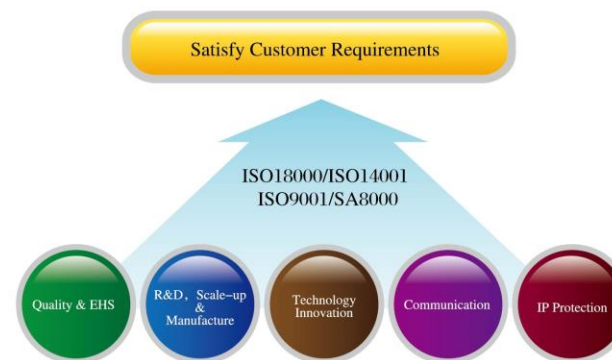 Satisfy Customer Requirements
ISO18000/ISO14001
ISO9001/SA8000
Quality & EHS
R&D, Scale-up
&
Manufacture
Technology
Innovation
Communication
IP Protection